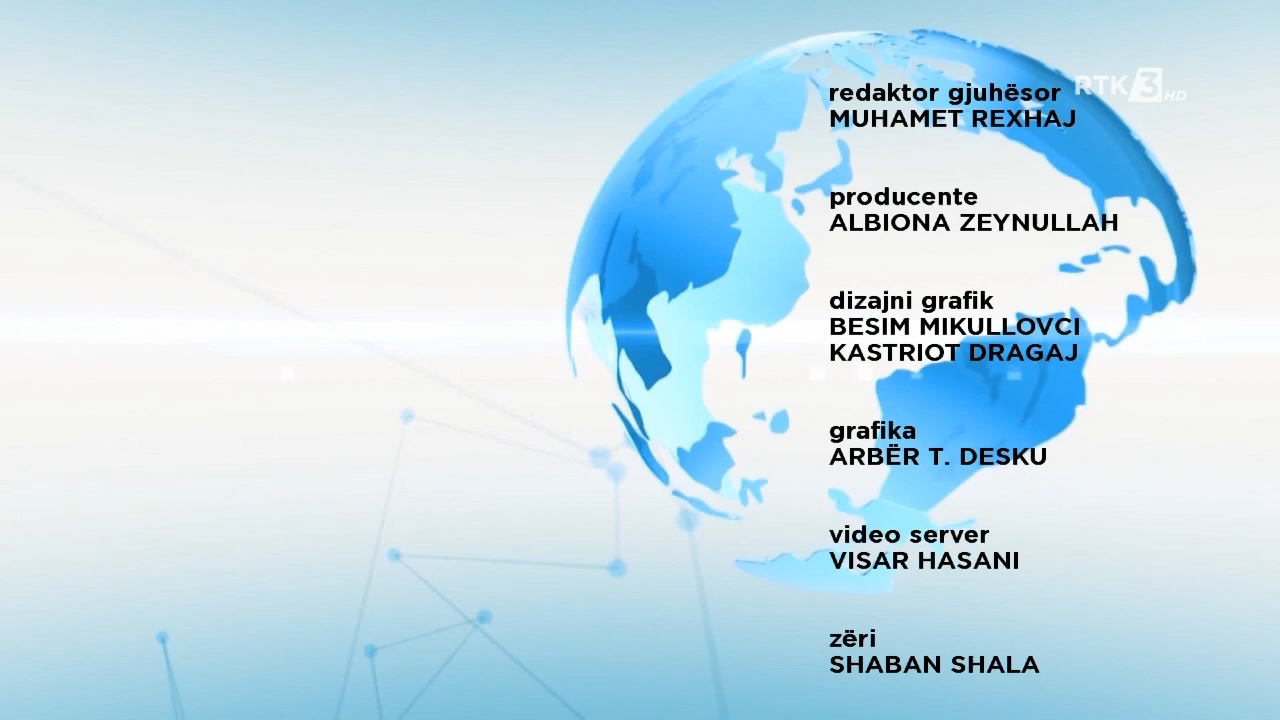 RTK 3 HD
redaktor gjuhësor
MUHAMET REXHAJ
producente
ALBIONA ZEYNULLAH
dizajni grafik
BESIM MIKULLOVCI
KASTRIOT DRAGAJ
grafika
ARBËR T. DESKU
video server
VISAR HASANI
zëri
SHABAN SHALA